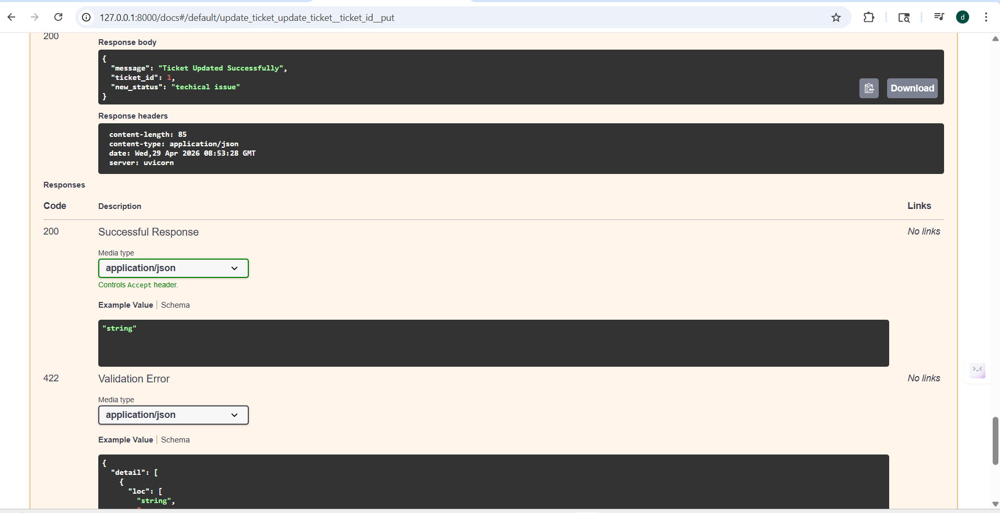 127.0.0.1:8000/docs#/default/update_ticket_update_ticket__ticket_id__put
d
200
Response body
{
  "message": "Ticket Updated Successfully",
  "ticket_id": 1,
  "new_status": "techical issue"
}
Download
Response headers
content-length: 85
content-type: application/json
date: Wed,29 Apr 2026 08:53:28 GMT
server: uvicorn
Responses
Code Description Links
200 Successful Response No links
Media type
application/json
Controls Accept header.
Example Value | Schema
"string"
422 Validation Error No links
Media type
application/json
Example Value | Schema
{
  "detail": [
    {
      "loc": [
        "string",